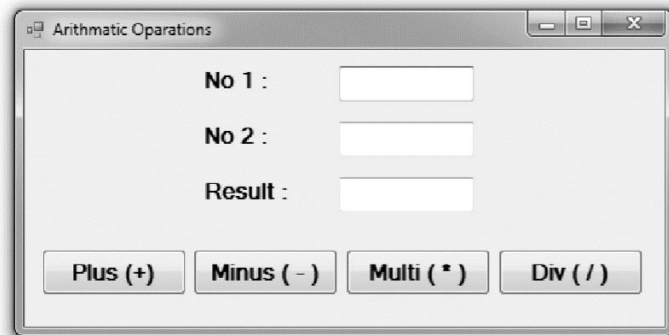 Arithmatic Oparations
No 1 :
No 2 :
Result :
Plus (+) Minus ( - ) Multi ( * ) Div ( / )